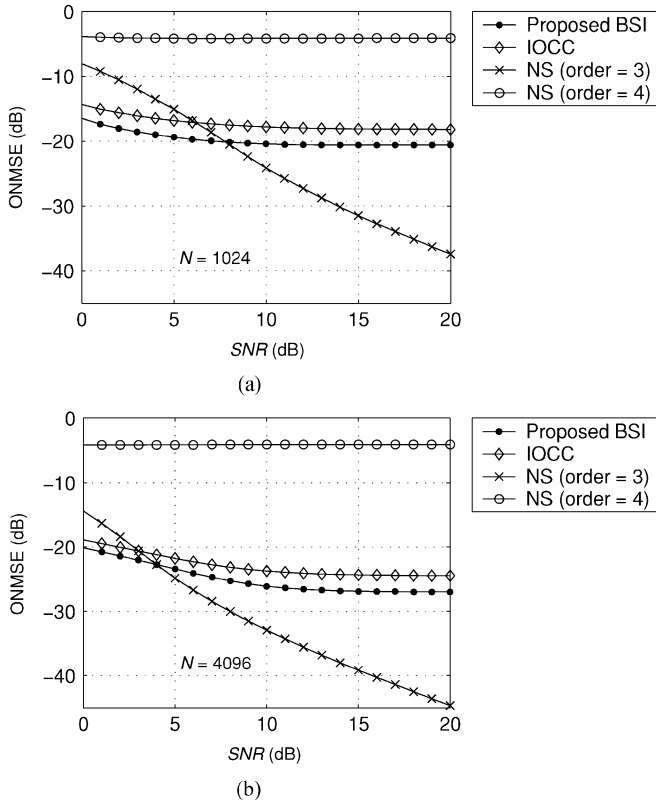 0
−10
−20
−30
−40
ONMSE (dB)
0
5
10
15
20
SNR (dB)
N = 1024
Proposed BSI
IOCC
NS (order = 3)
NS (order = 4)
(a)
0
−10
−20
−30
−40
ONMSE (dB)
0
5
10
15
20
SNR (dB)
N = 4096
Proposed BSI
IOCC
NS (order = 3)
NS (order = 4)
(b)